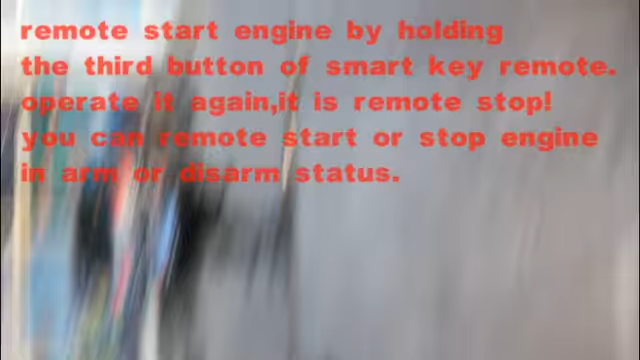 remote start engine by holding
the third button of smart key remote.
operate it again,it is remote stop!
you can remote start or stop engine
in arm or disarm status.